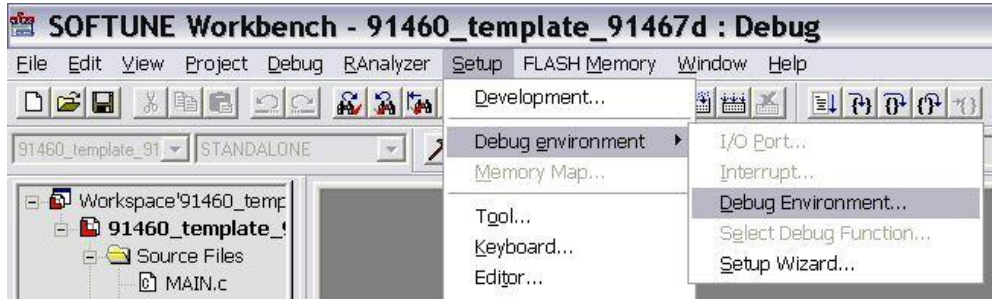 SOFTUNE Workbench - 91460_template_91467d : Debug
File Edit View Project Debug RAnalyzer Setup FLASH Memory Window Help
Development...
91460_template_91 STANDALONE
Debug environment
I/O Port...
Memory Map...
Interrupt...
Workspace'91460_temp
Debug Environment...
91460_template_9
Tool...
Select Debug Function...
Source Files
Keyboard...
Setup Wizard...
MAIN.c
Editor...